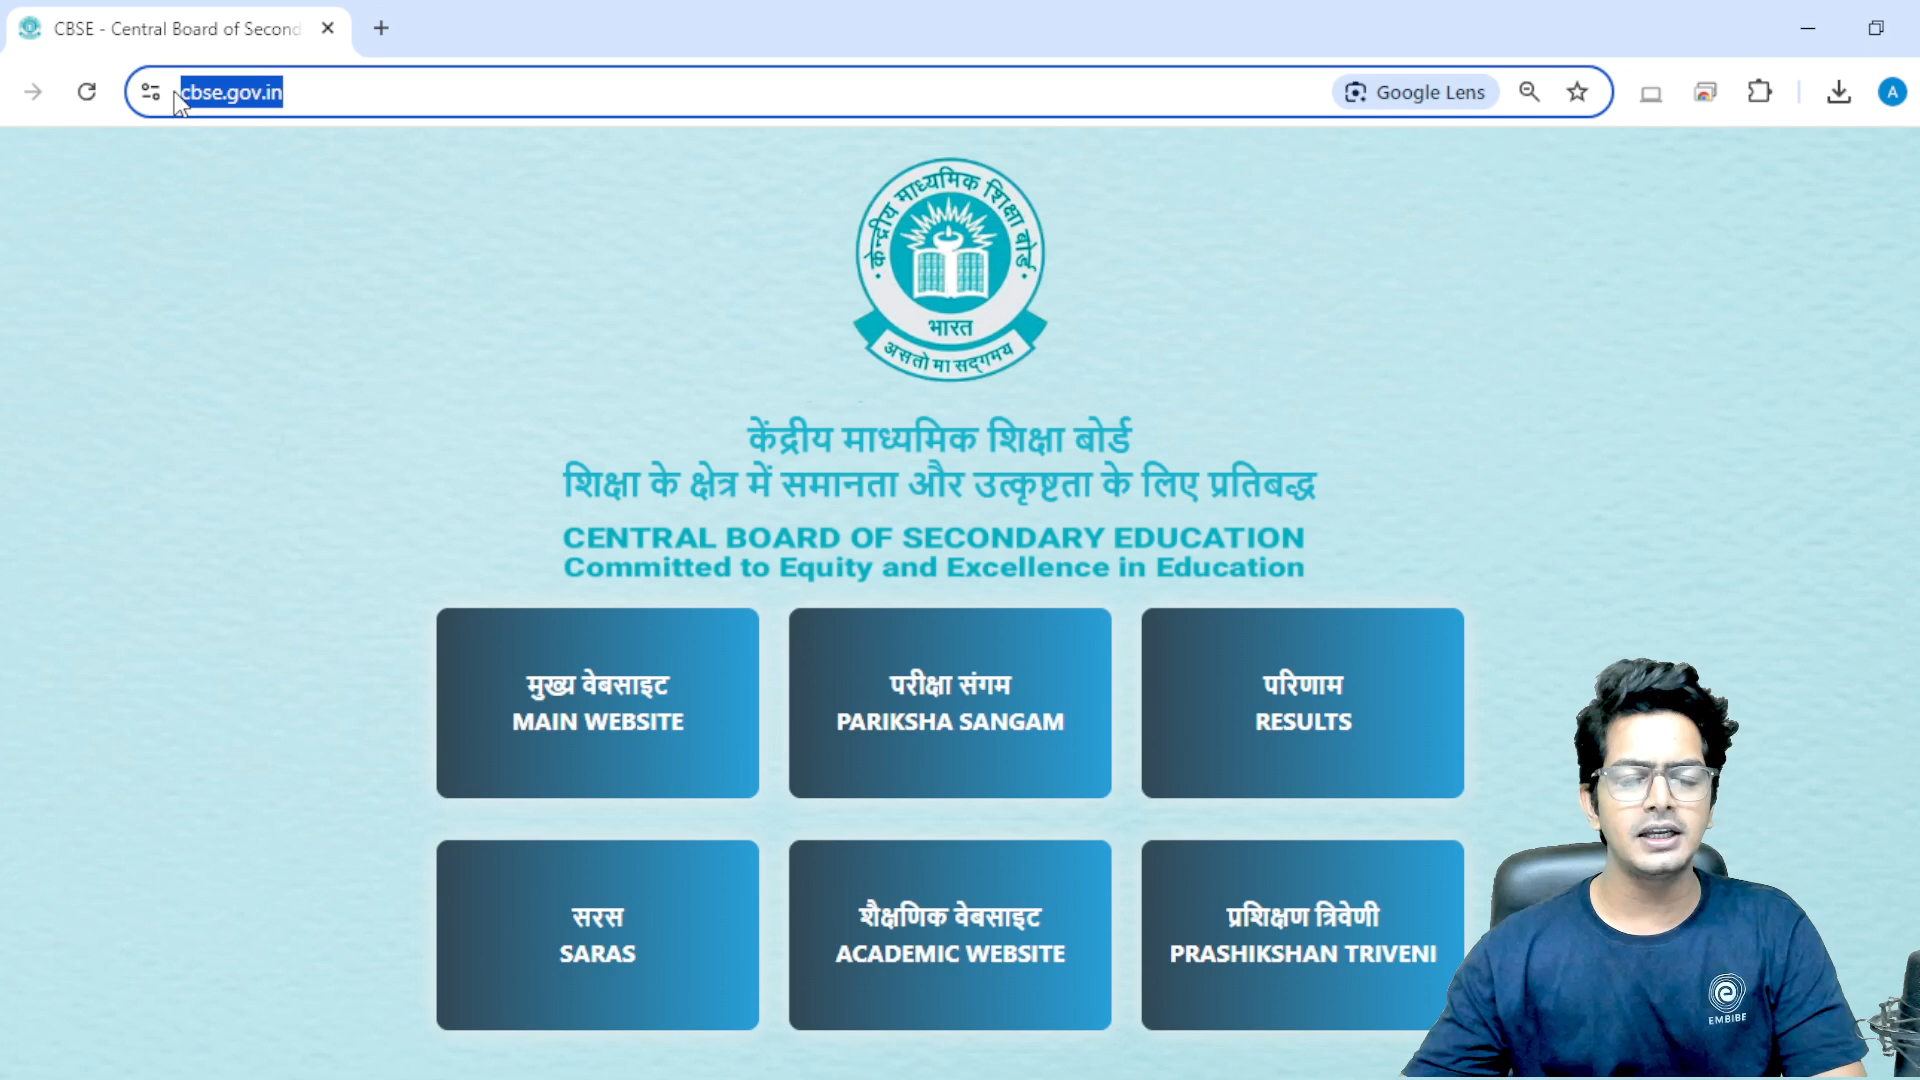 CBSE - Central Board of Second
cbse.gov.in
Google Lens
A
केन्द्रीय माध्यमिक शिक्षा बोर्ड
भारत
असतो मा सद्गमय
केंद्रीय माध्यमिक शिक्षा बोर्ड
शिक्षा के क्षेत्र में समानता और उत्कृष्टता के लिए प्रतिबद्ध
CENTRAL BOARD OF SECONDARY EDUCATION
Committed to Equity and Excellence in Education
मुख्य वेबसाइट
MAIN WEBSITE
परीक्षा संगम
PARIKSHA SANGAM
परिणाम
RESULTS
सरस
SARAS
शैक्षणिक वेबसाइट
ACADEMIC WEBSITE
प्रशिक्षण त्रिवेणी
PRASHIKSHAN TRIVENI
e
EMBIBE